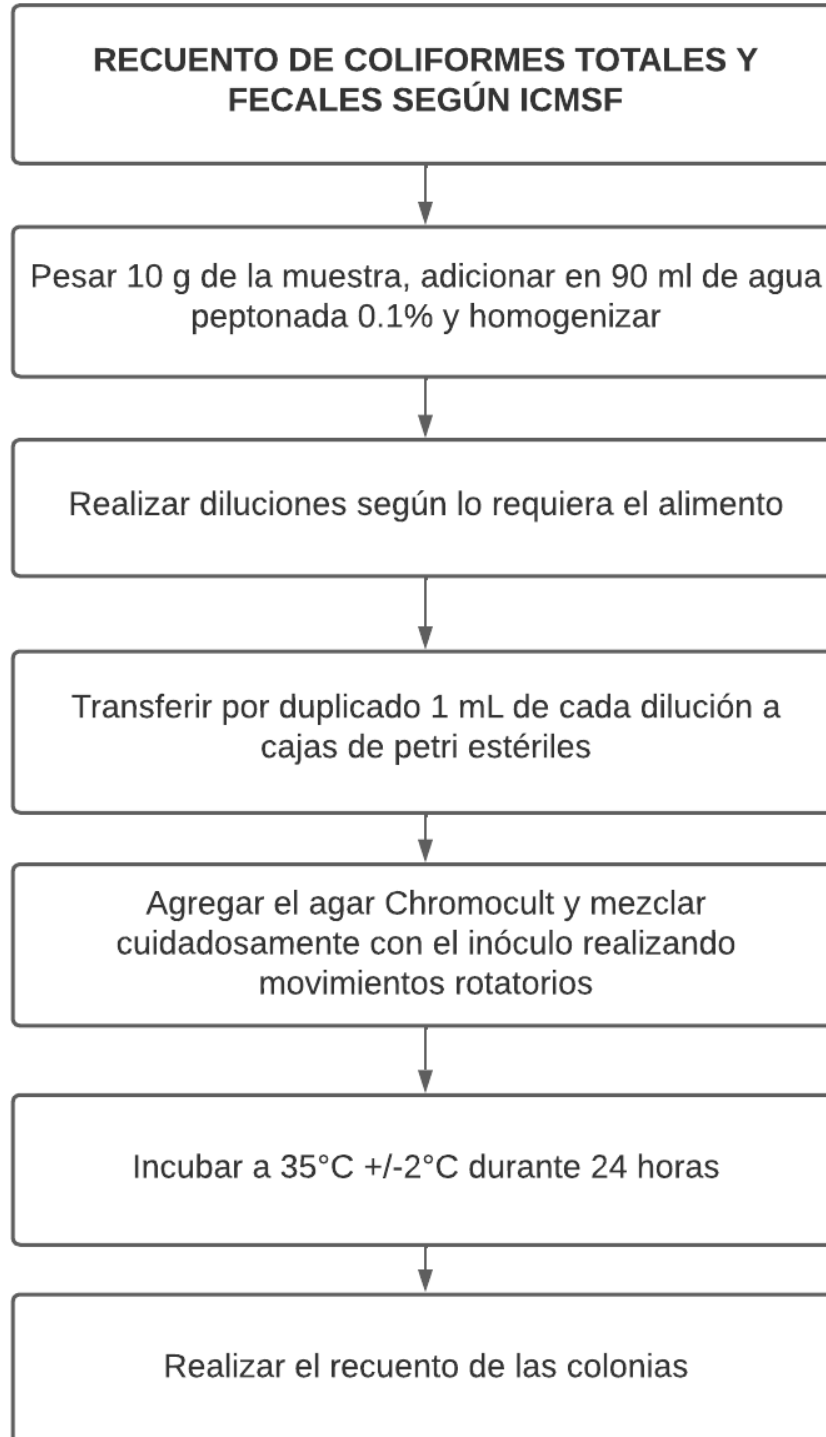 RECUENTO DE COLIFORMES TOTALES Y
FECALES SEGÚN ICMSF
Pesar 10 g de la muestra, adicionar en 90 ml de agua
peptonada 0.1% y homogenizar
Realizar diluciones según lo requiera el alimento
Transferir por duplicado 1 mL de cada dilución a
cajas de petri estériles
Agregar el agar Chromocult y mezclar
cuidadosamente con el inóculo realizando
movimientos rotatorios
Incubar a 35°C +/-2°C durante 24 horas
Realizar el recuento de las colonias